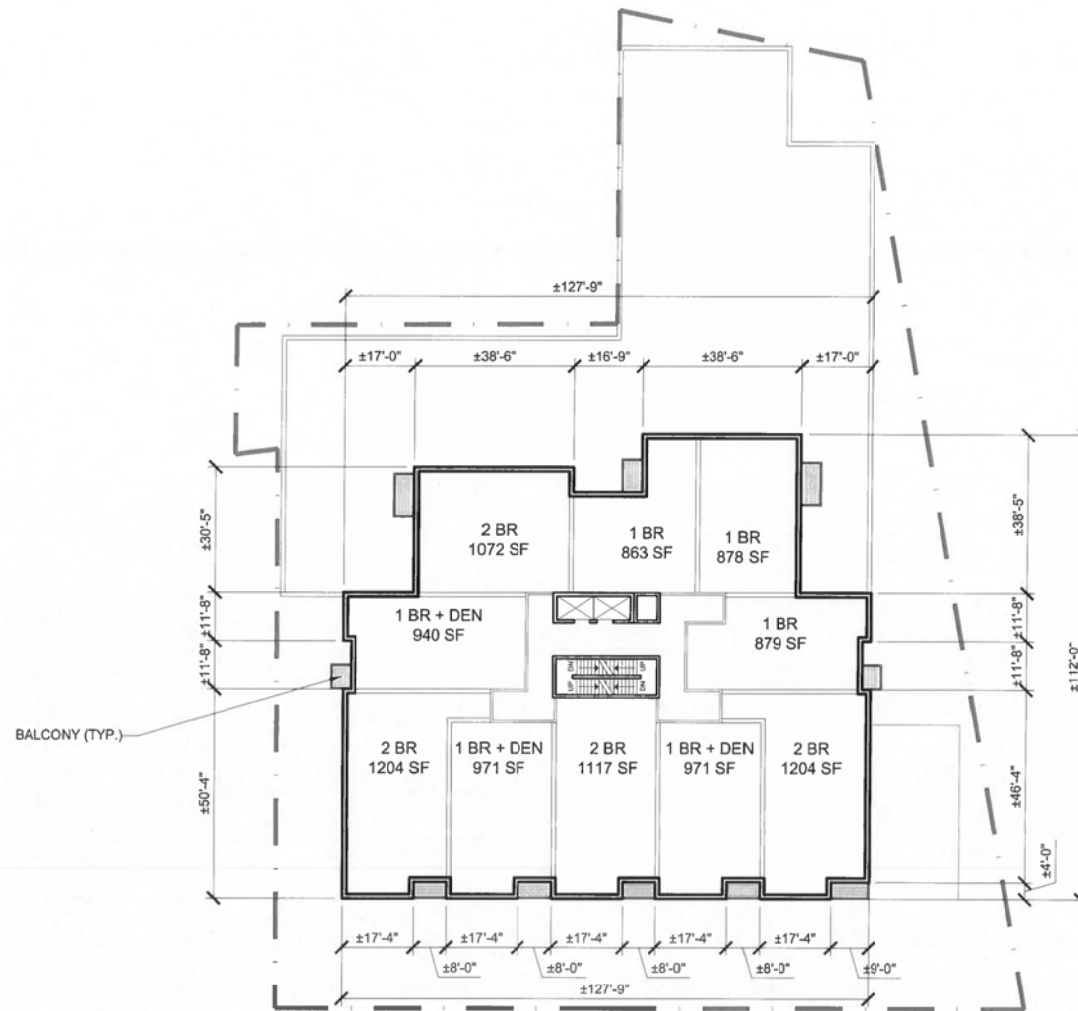 ±127'-9"
±17'-0"
±38'-6"
±16'-9"
±38'-6"
±17'-0"
±30'-5"
±38'-5"
2 BR
1072 SF
1 BR
863 SF
1 BR
878 SF
±11'-8"
±11'-8"
1 BR + DEN
940 SF
1 BR
879 SF
±11'-8"
±11'-8"
±112'-0"
DN
UP
UP
DN
BALCONY (TYP.)
2 BR
1204 SF
1 BR + DEN
971 SF
2 BR
1117 SF
1 BR + DEN
971 SF
2 BR
1204 SF
±50'-4"
±46'-4"
±4'-0"
±17'-4"
±17'-4"
±17'-4"
±17'-4"
±17'-4"
±8'-0"
±8'-0"
±8'-0"
±8'-0"
±9'-0"
±127'-9"